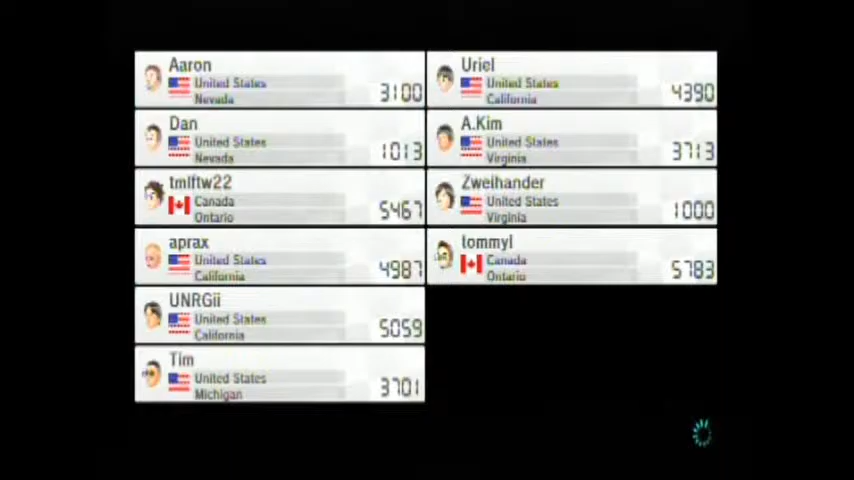 Aaron
United States
Nevada
3100
Dan
United States
Nevada
1013
tmlftw22
Canada
Ontario
5467
aprax
United States
California
4987
UNRGii
United States
California
5059
Tim
United States
Michigan
3701
Uriel
United States
California
4390
A.Kim
United States
Virginia
3713
Zweihander
United States
Virginia
1000
tommyl
Canada
Ontario
5783